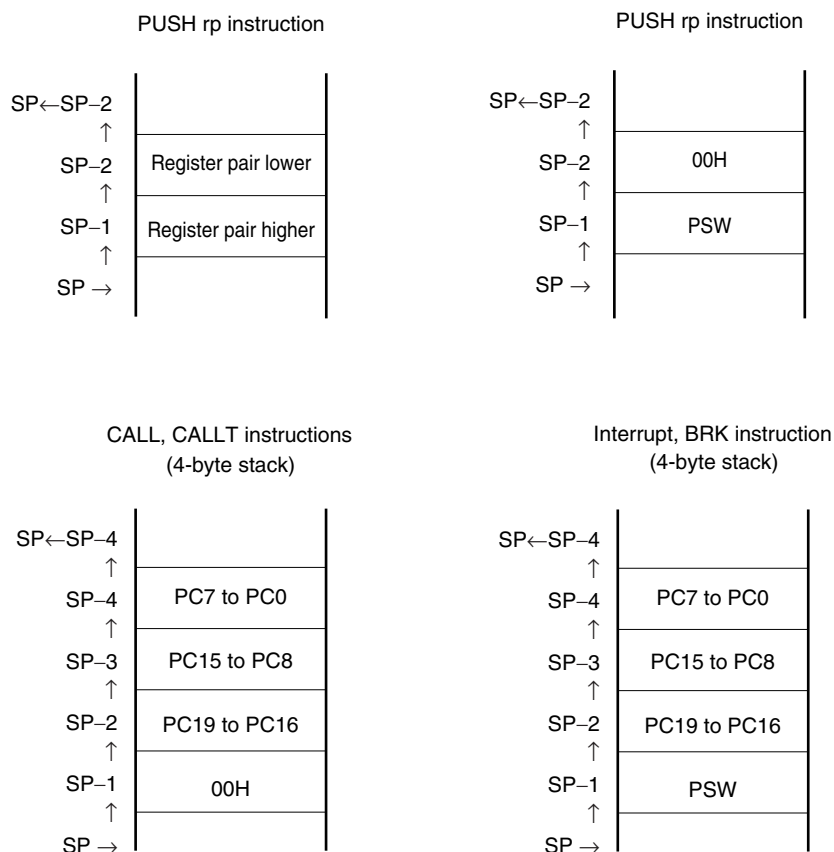 PUSH rp instruction
SP←SP–2
↑
SP–2
↑
SP–1
↑
SP →
Register pair lower
Register pair higher
PUSH rp instruction
SP←SP–2
↑
SP–2
↑
SP–1
↑
SP →
00H
PSW
CALL, CALLT instructions
(4-byte stack)
SP←SP–4
↑
SP–4
↑
SP–3
↑
SP–2
↑
SP–1
↑
SP →
PC7 to PC0
PC15 to PC8
PC19 to PC16
00H
Interrupt, BRK instruction
(4-byte stack)
SP←SP–4
↑
SP–4
↑
SP–3
↑
SP–2
↑
SP–1
↑
SP →
PC7 to PC0
PC15 to PC8
PC19 to PC16
PSW